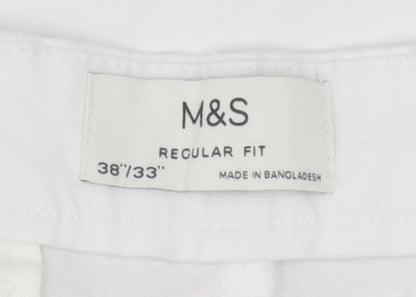 M&S
REGULAR FIT
38"/33"
MADE IN BANGLADESH